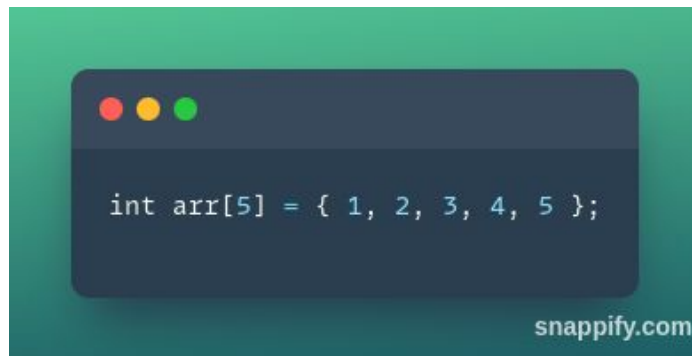 int arr[5] = { 1, 2, 3, 4, 5 };
snappify.com